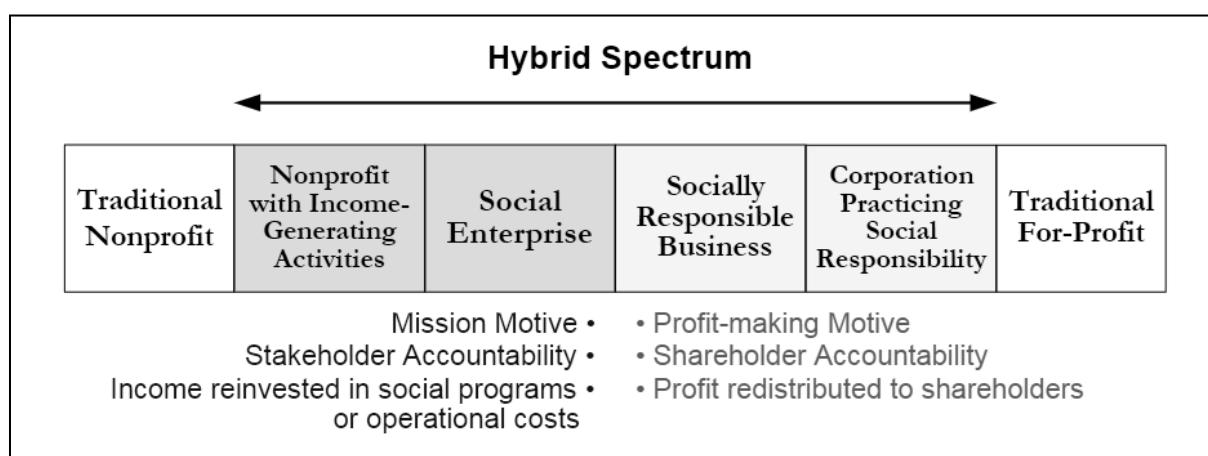 Hybrid Spectrum
Traditional
Nonprofit
Nonprofit
with Income-
Generating
Activities
Social
Enterprise
Socially
Responsible
Business
Corporation
Practicing
Social
Responsibility
Traditional
For-Profit
Mission Motive •
Stakeholder Accountability •
Income reinvested in social programs •
or operational costs
• Profit-making Motive
• Shareholder Accountability
• Profit redistributed to shareholders